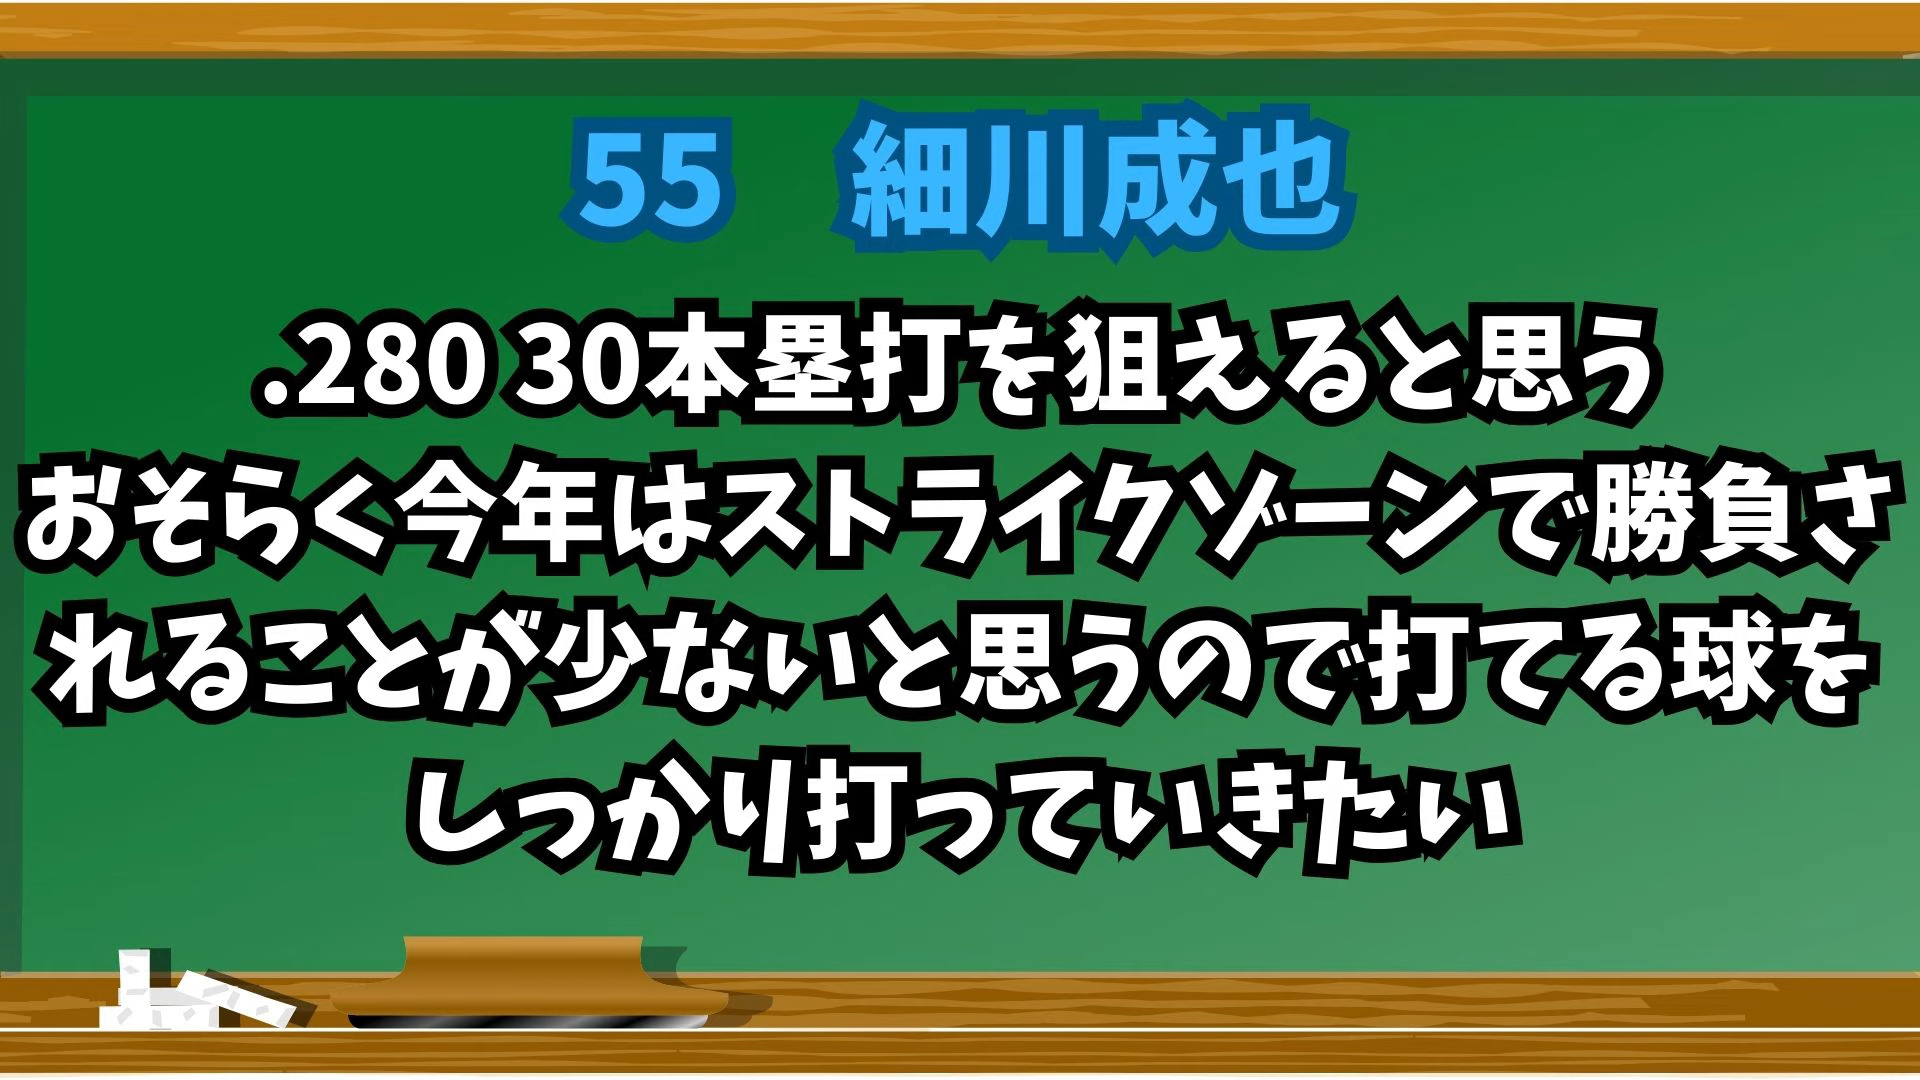 55　細川成也
.280 30本塁打を狙えると思う
おそらく今年はストライクゾーンで勝負さ
れることが少ないと思うので打てる球を
しっかり打っていきたい